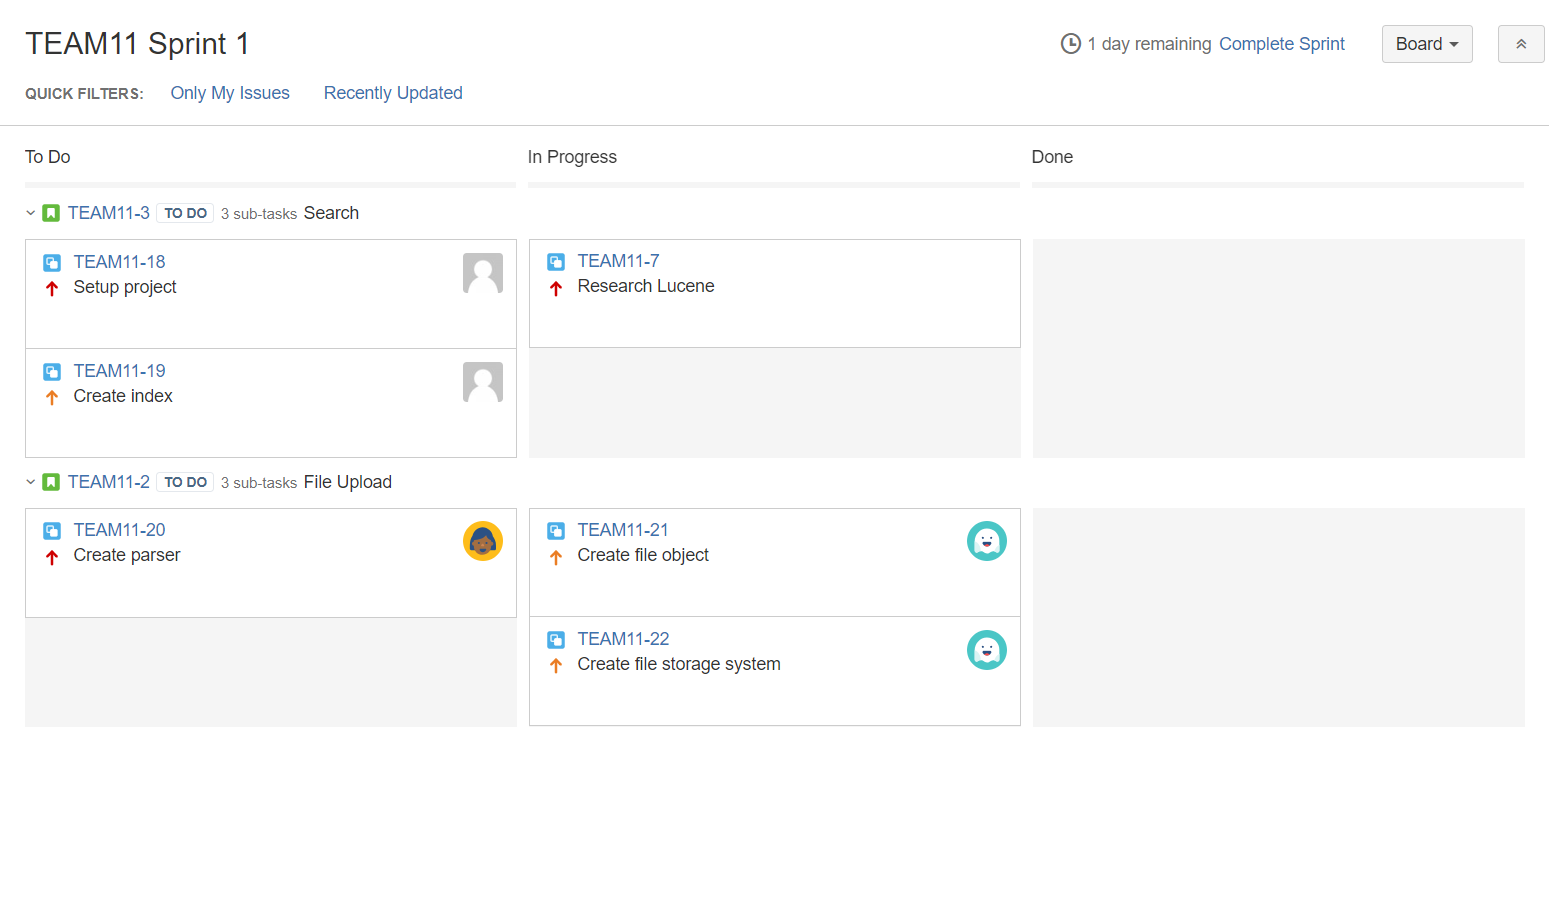 TEAM11 Sprint 1
1 day remaining Complete Sprint
Board
QUICK FILTERS: Only My Issues Recently Updated
To Do
In Progress
Done
TEAM11-3 TO DO 3 sub-tasks Search
TEAM11-18
Setup project
TEAM11-7
Research Lucene
TEAM11-19
Create index
TEAM11-2 TO DO 3 sub-tasks File Upload
TEAM11-20
Create parser
TEAM11-21
Create file object
TEAM11-22
Create file storage system